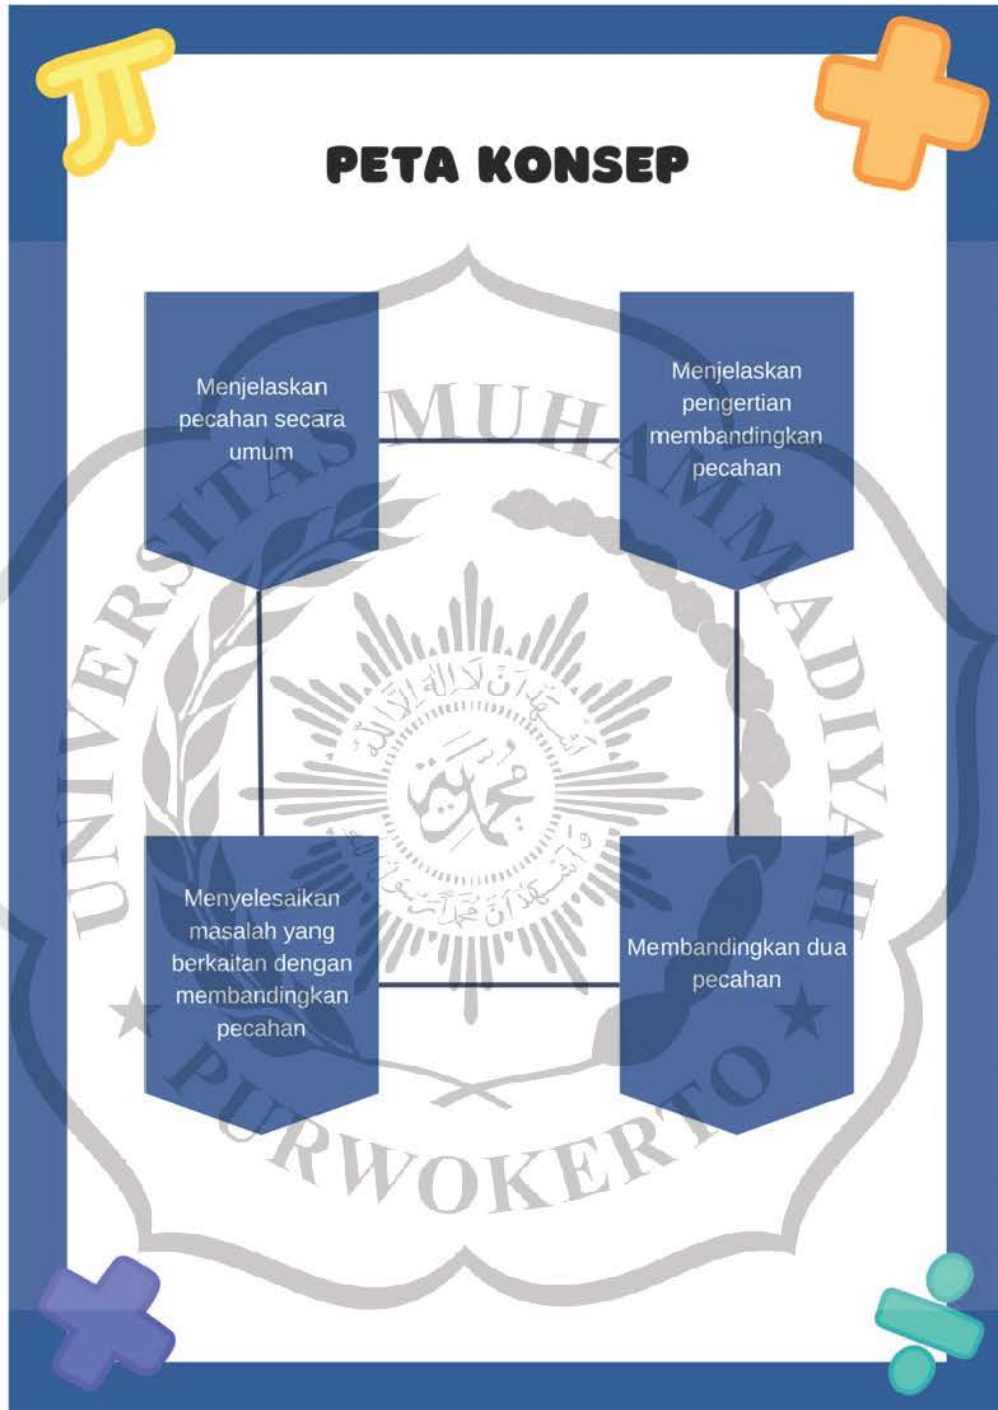 PETA KONSEP
Menjelaskan
pecahan secara
umum
Menjelaskan
pengertian
membandingkan
pecahan
Menyelesaikan
masalah yang
berkaitan dengan
membandingkan
pecahan
Membandingkan dua
pecahan
UNIVERSITAS MUHAMMADIYAH
PURWOKERTO